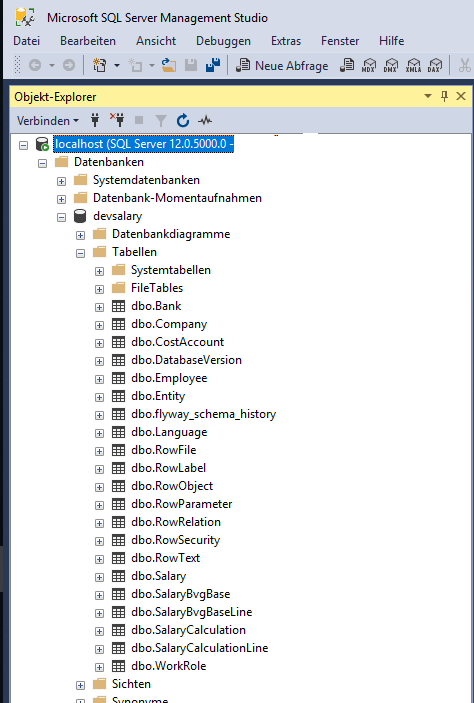 Microsoft SQL Server Management Studio
Datei Bearbeiten Ansicht Debuggen Extras Fenster Hilfe
Neue Abfrage MDX DMX XMLA DAX
Objekt-Explorer
Verbinden
localhost (SQL Server 12.0.5000.0 -
Datenbanken
Systemdatenbanken
Datenbank-Momentaufnahmen
devsalary
Datenbankdiagramme
Tabellen
Systemtabellen
FileTables
dbo.Bank
dbo.Company
dbo.CostAccount
dbo.DatabaseVersion
dbo.Employee
dbo.Entity
dbo.flyway_schema_history
dbo.Language
dbo.RowFile
dbo.RowLabel
dbo.RowObject
dbo.RowParameter
dbo.RowRelation
dbo.RowSecurity
dbo.RowText
dbo.Salary
dbo.SalaryBvgBase
dbo.SalaryBvgBaseLine
dbo.SalaryCalculation
dbo.SalaryCalculationLine
dbo.WorkRole
Sichten
Synonyme